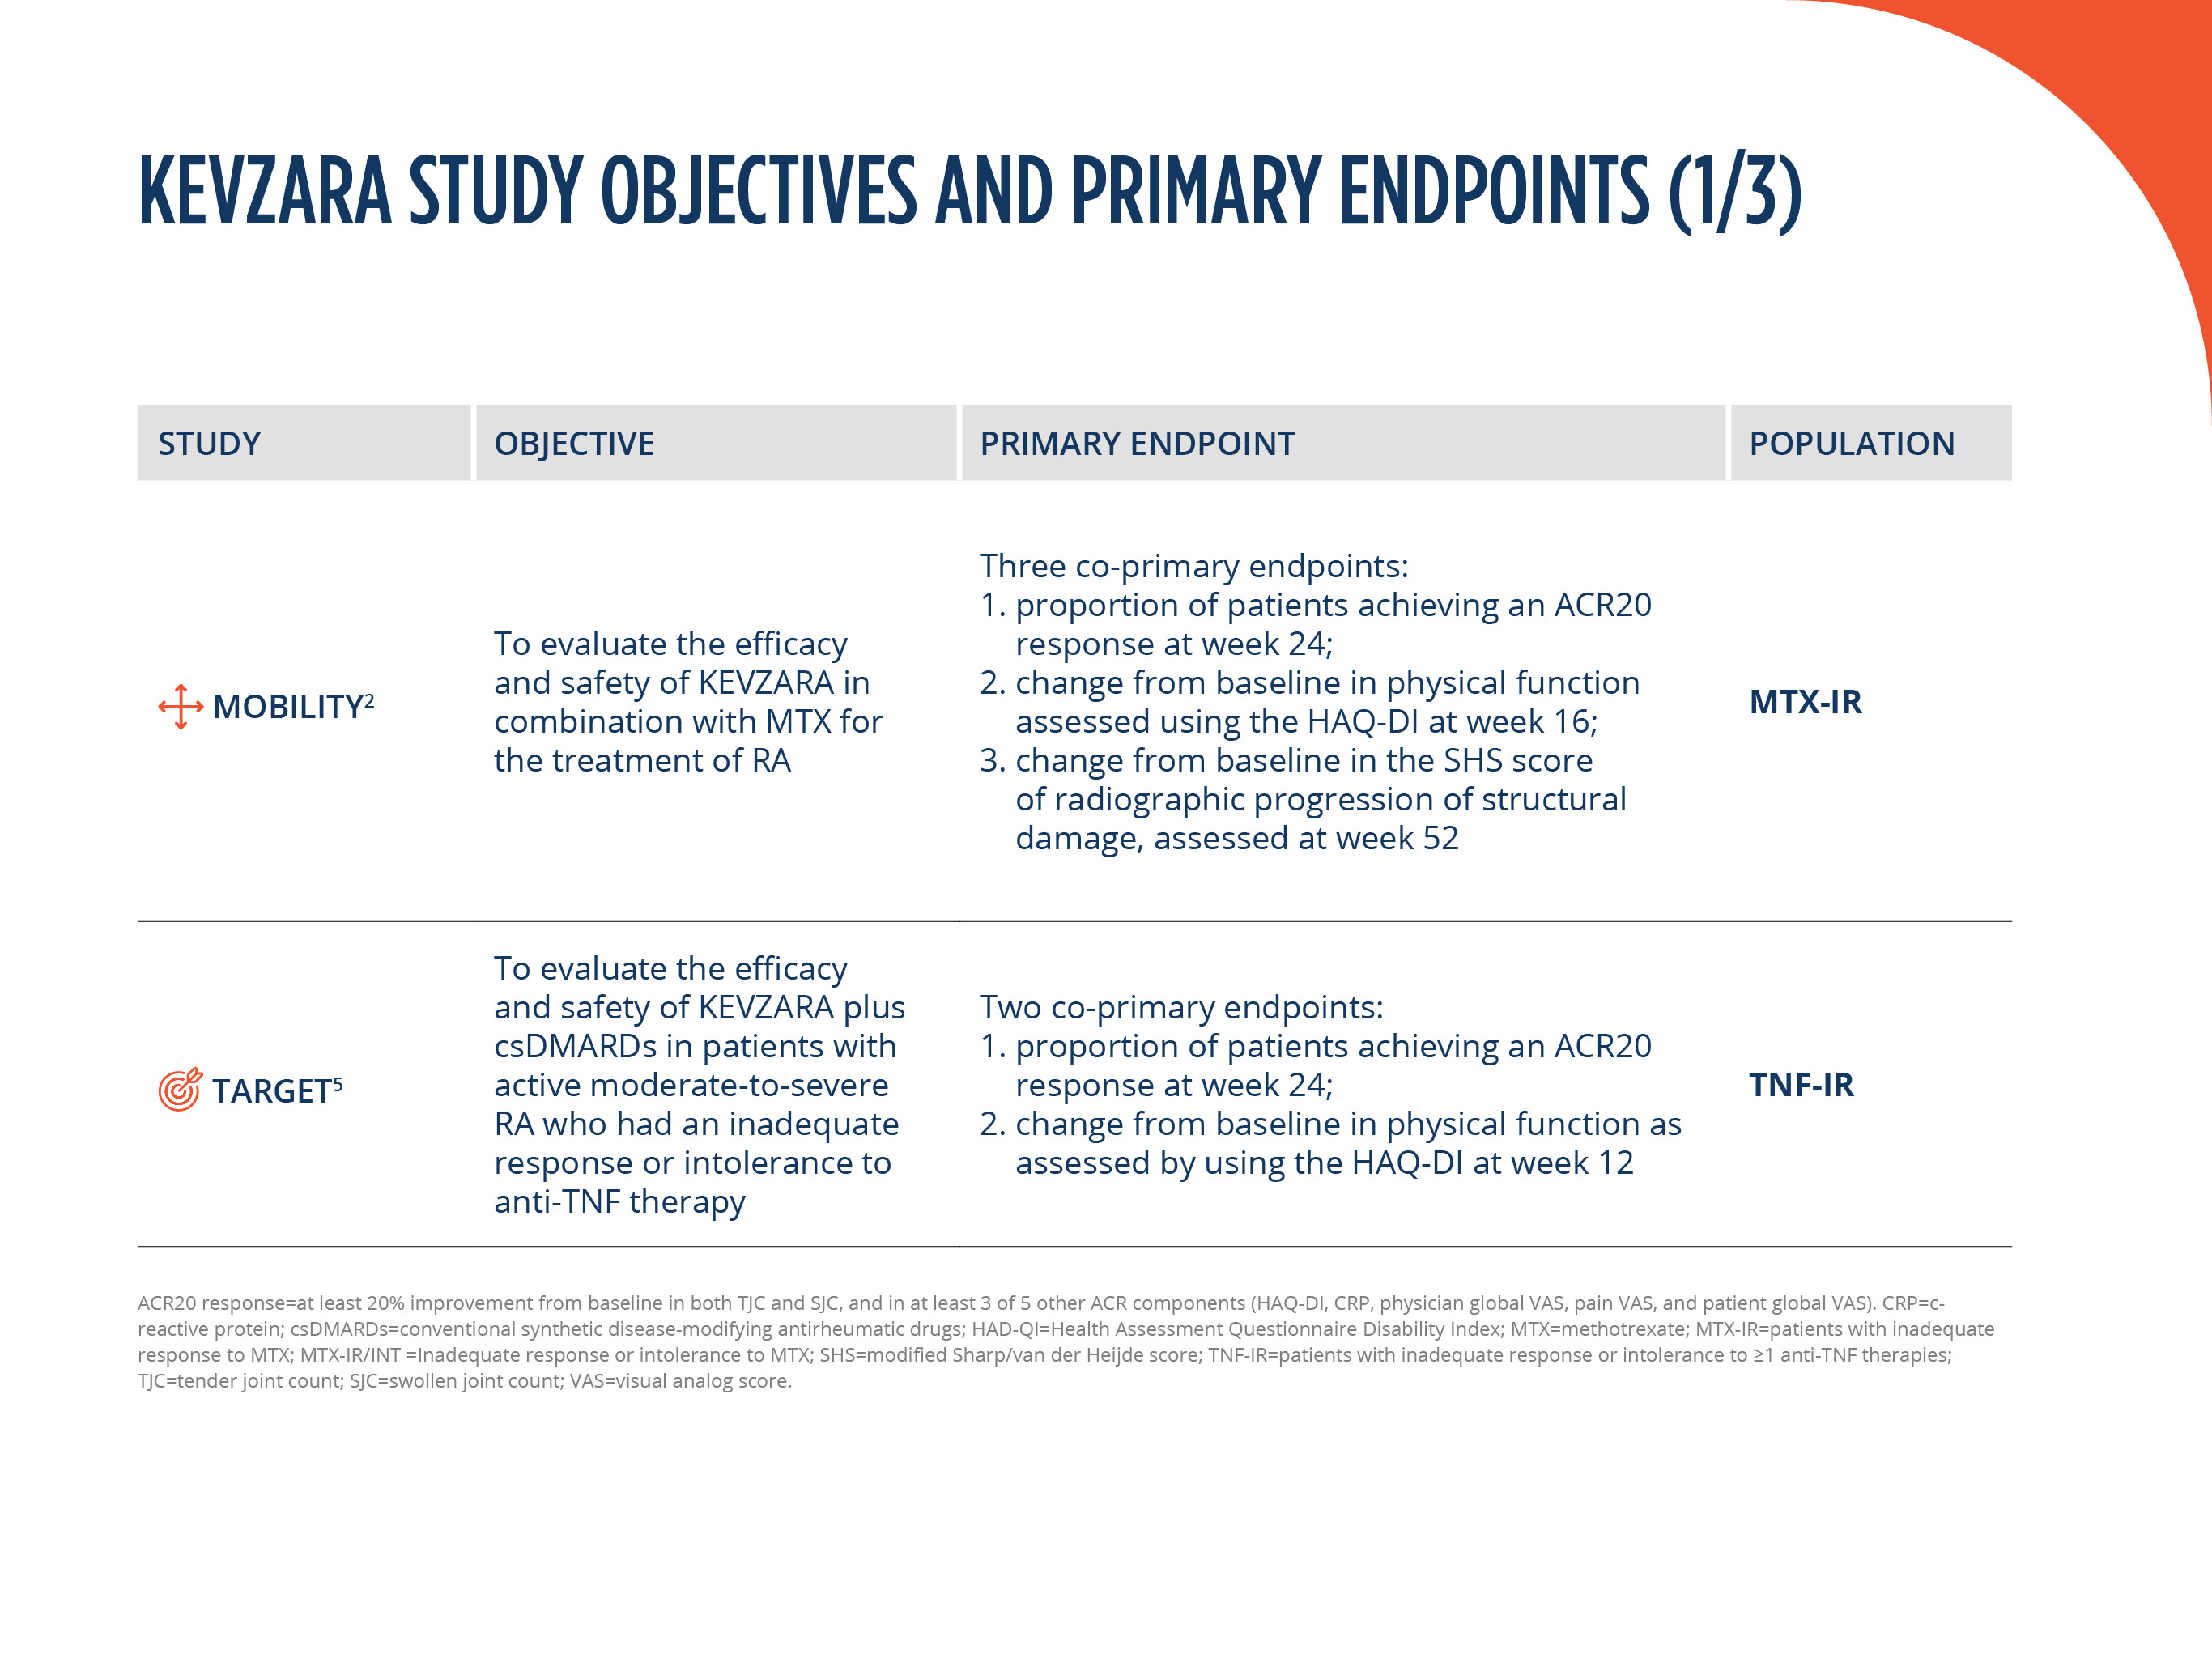 KEVZARA STUDY OBJECTIVES AND PRIMARY ENDPOINTS (1/3)
STUDY
OBJECTIVE
PRIMARY ENDPOINT
POPULATION
MOBILITY2
To evaluate the efficacy
and safety of KEVZARA in
combination with MTX for
the treatment of RA
Three co-primary endpoints:
1. proportion of patients achieving an ACR20
response at week 24;
2. change from baseline in physical function
assessed using the HAQ-DI at week 16;
3. change from baseline in the SHS score
of radiographic progression of structural
damage, assessed at week 52
MTX-IR
TARGET5
To evaluate the efficacy
and safety of KEVZARA plus
csDMARDs in patients with
active moderate-to-severe
RA who had an inadequate
response or intolerance to
anti-TNF therapy
Two co-primary endpoints:
1. proportion of patients achieving an ACR20
response at week 24;
2. change from baseline in physical function as
assessed by using the HAQ-DI at week 12
TNF-IR
ACR20 response=at least 20% improvement from baseline in both TJC and SJC, and in at least 3 of 5 other ACR components (HAQ-DI, CRP, physician global VAS, pain VAS, and patient global VAS). CRP=c-
reactive protein; csDMARDs=conventional synthetic disease-modifying antirheumatic drugs; HAD-QI=Health Assessment Questionnaire Disability Index; MTX=methotrexate; MTX-IR=patients with inadequate
response to MTX; MTX-IR/INT =Inadequate response or intolerance to MTX; SHS=modified Sharp/van der Heijde score; TNF-IR=patients with inadequate response or intolerance to ≥1 anti-TNF therapies;
TJC=tender joint count; SJC=swollen joint count; VAS=visual analog score.